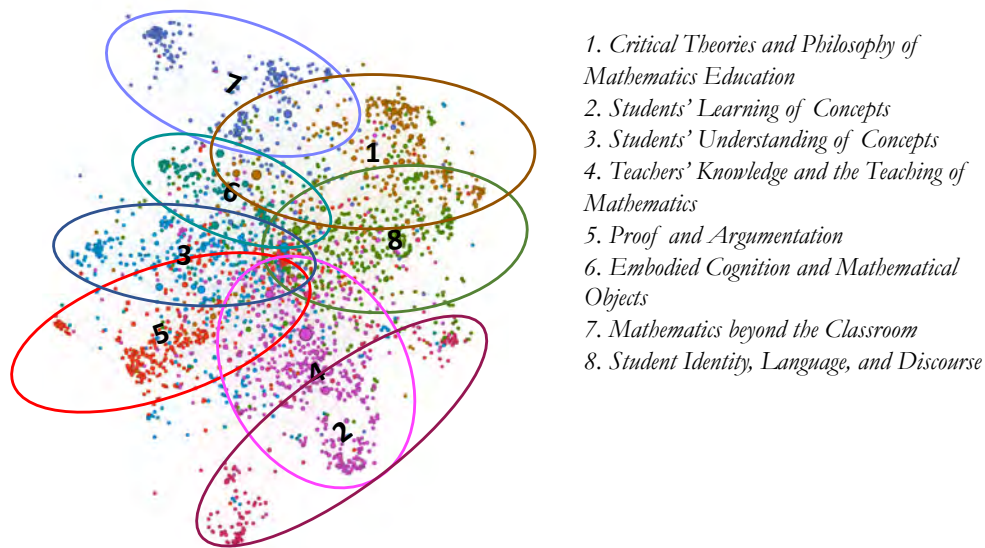 1. Critical Theories and Philosophy of
Mathematics Education
2. Students' Learning of Concepts
3. Students' Understanding of Concepts
4. Teachers' Knowledge and the Teaching of
Mathematics
5. Proof and Argumentation
6. Embodied Cognition and Mathematical
Objects
7. Mathematics beyond the Classroom
8. Student Identity, Language, and Discourse
7
1
6
8
3
5
4
2